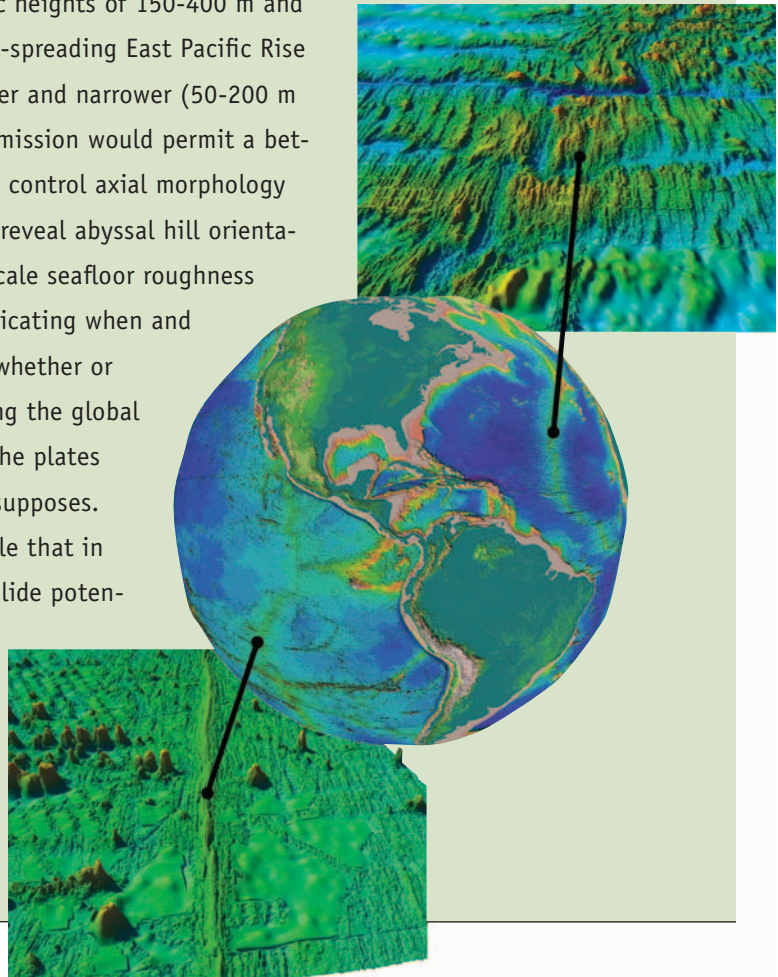 c heights of 150-400 m and
-spreading East Pacific Rise
er and narrower (50-200 m
mission would permit a bet-
control axial morphology
reveal abyssal hill orienta-
cale seafloor roughness
icating when and
whether or
ng the global
he plates
supposes.
le that in
lide poten-